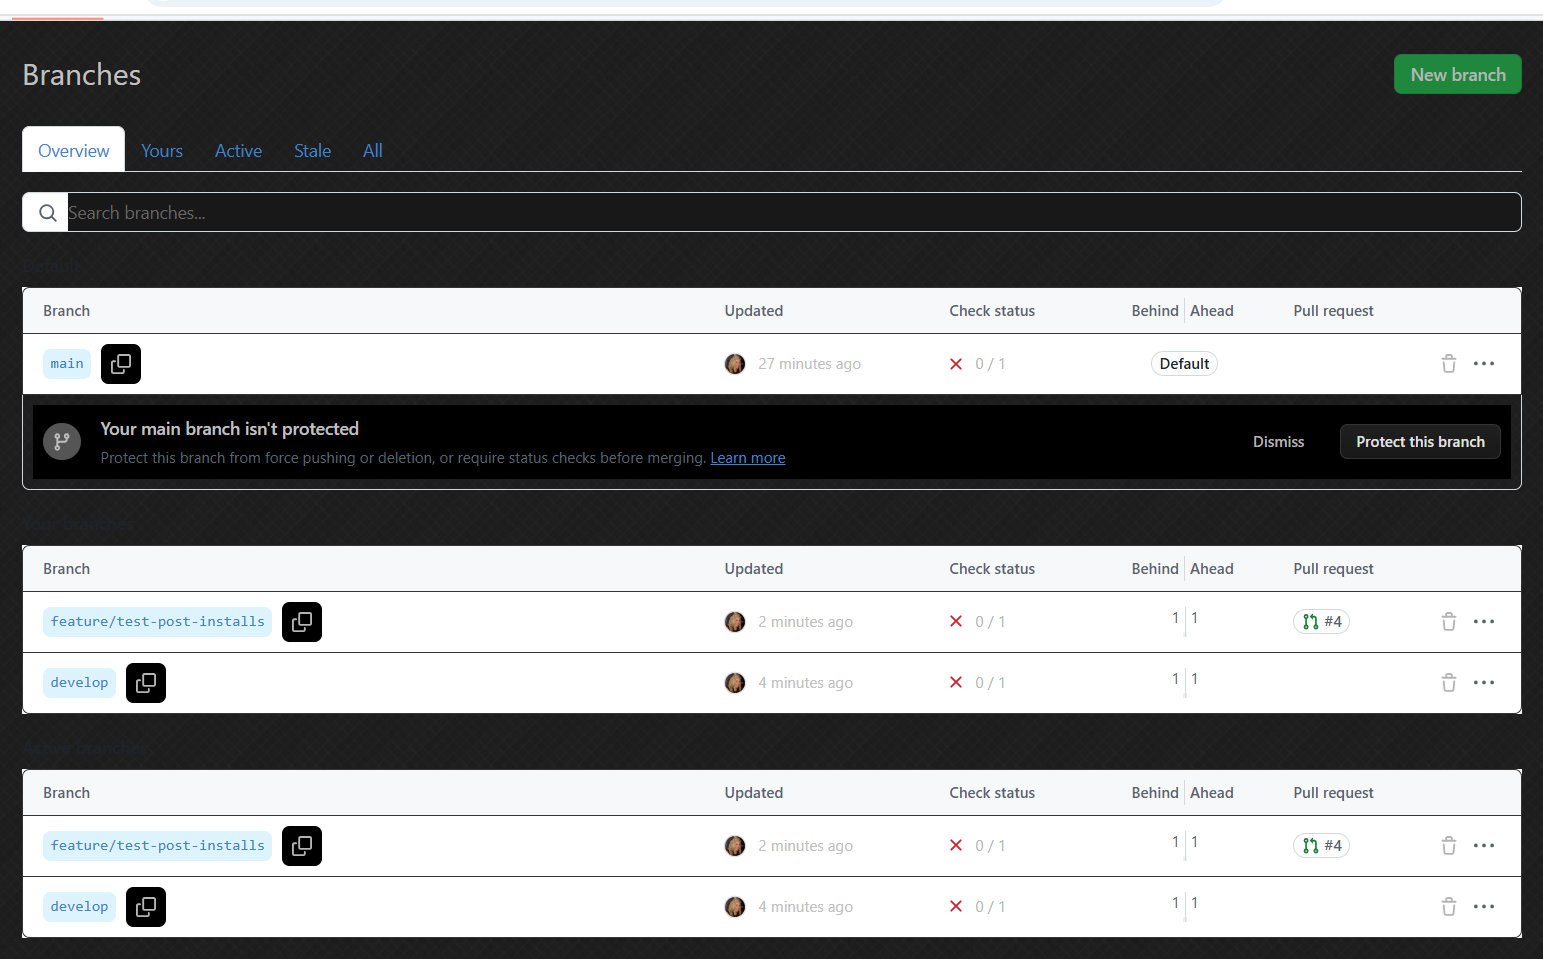 Branches
New branch
Overview Yours Active Stale All
Search branches...
Default
Branch Updated Check status Behind Ahead Pull request
main 27 minutes ago 0 / 1 Default
Your main branch isn't protected
Protect this branch from force pushing or deletion, or require status checks before merging. Learn more
Dismiss Protect this branch
Your branches
Branch Updated Check status Behind Ahead Pull request
feature/test-post-installs 2 minutes ago 0 / 1 1 1 #4
develop 4 minutes ago 0 / 1 1 1
Active branches
Branch Updated Check status Behind Ahead Pull request
feature/test-post-installs 2 minutes ago 0 / 1 1 1 #4
develop 4 minutes ago 0 / 1 1 1